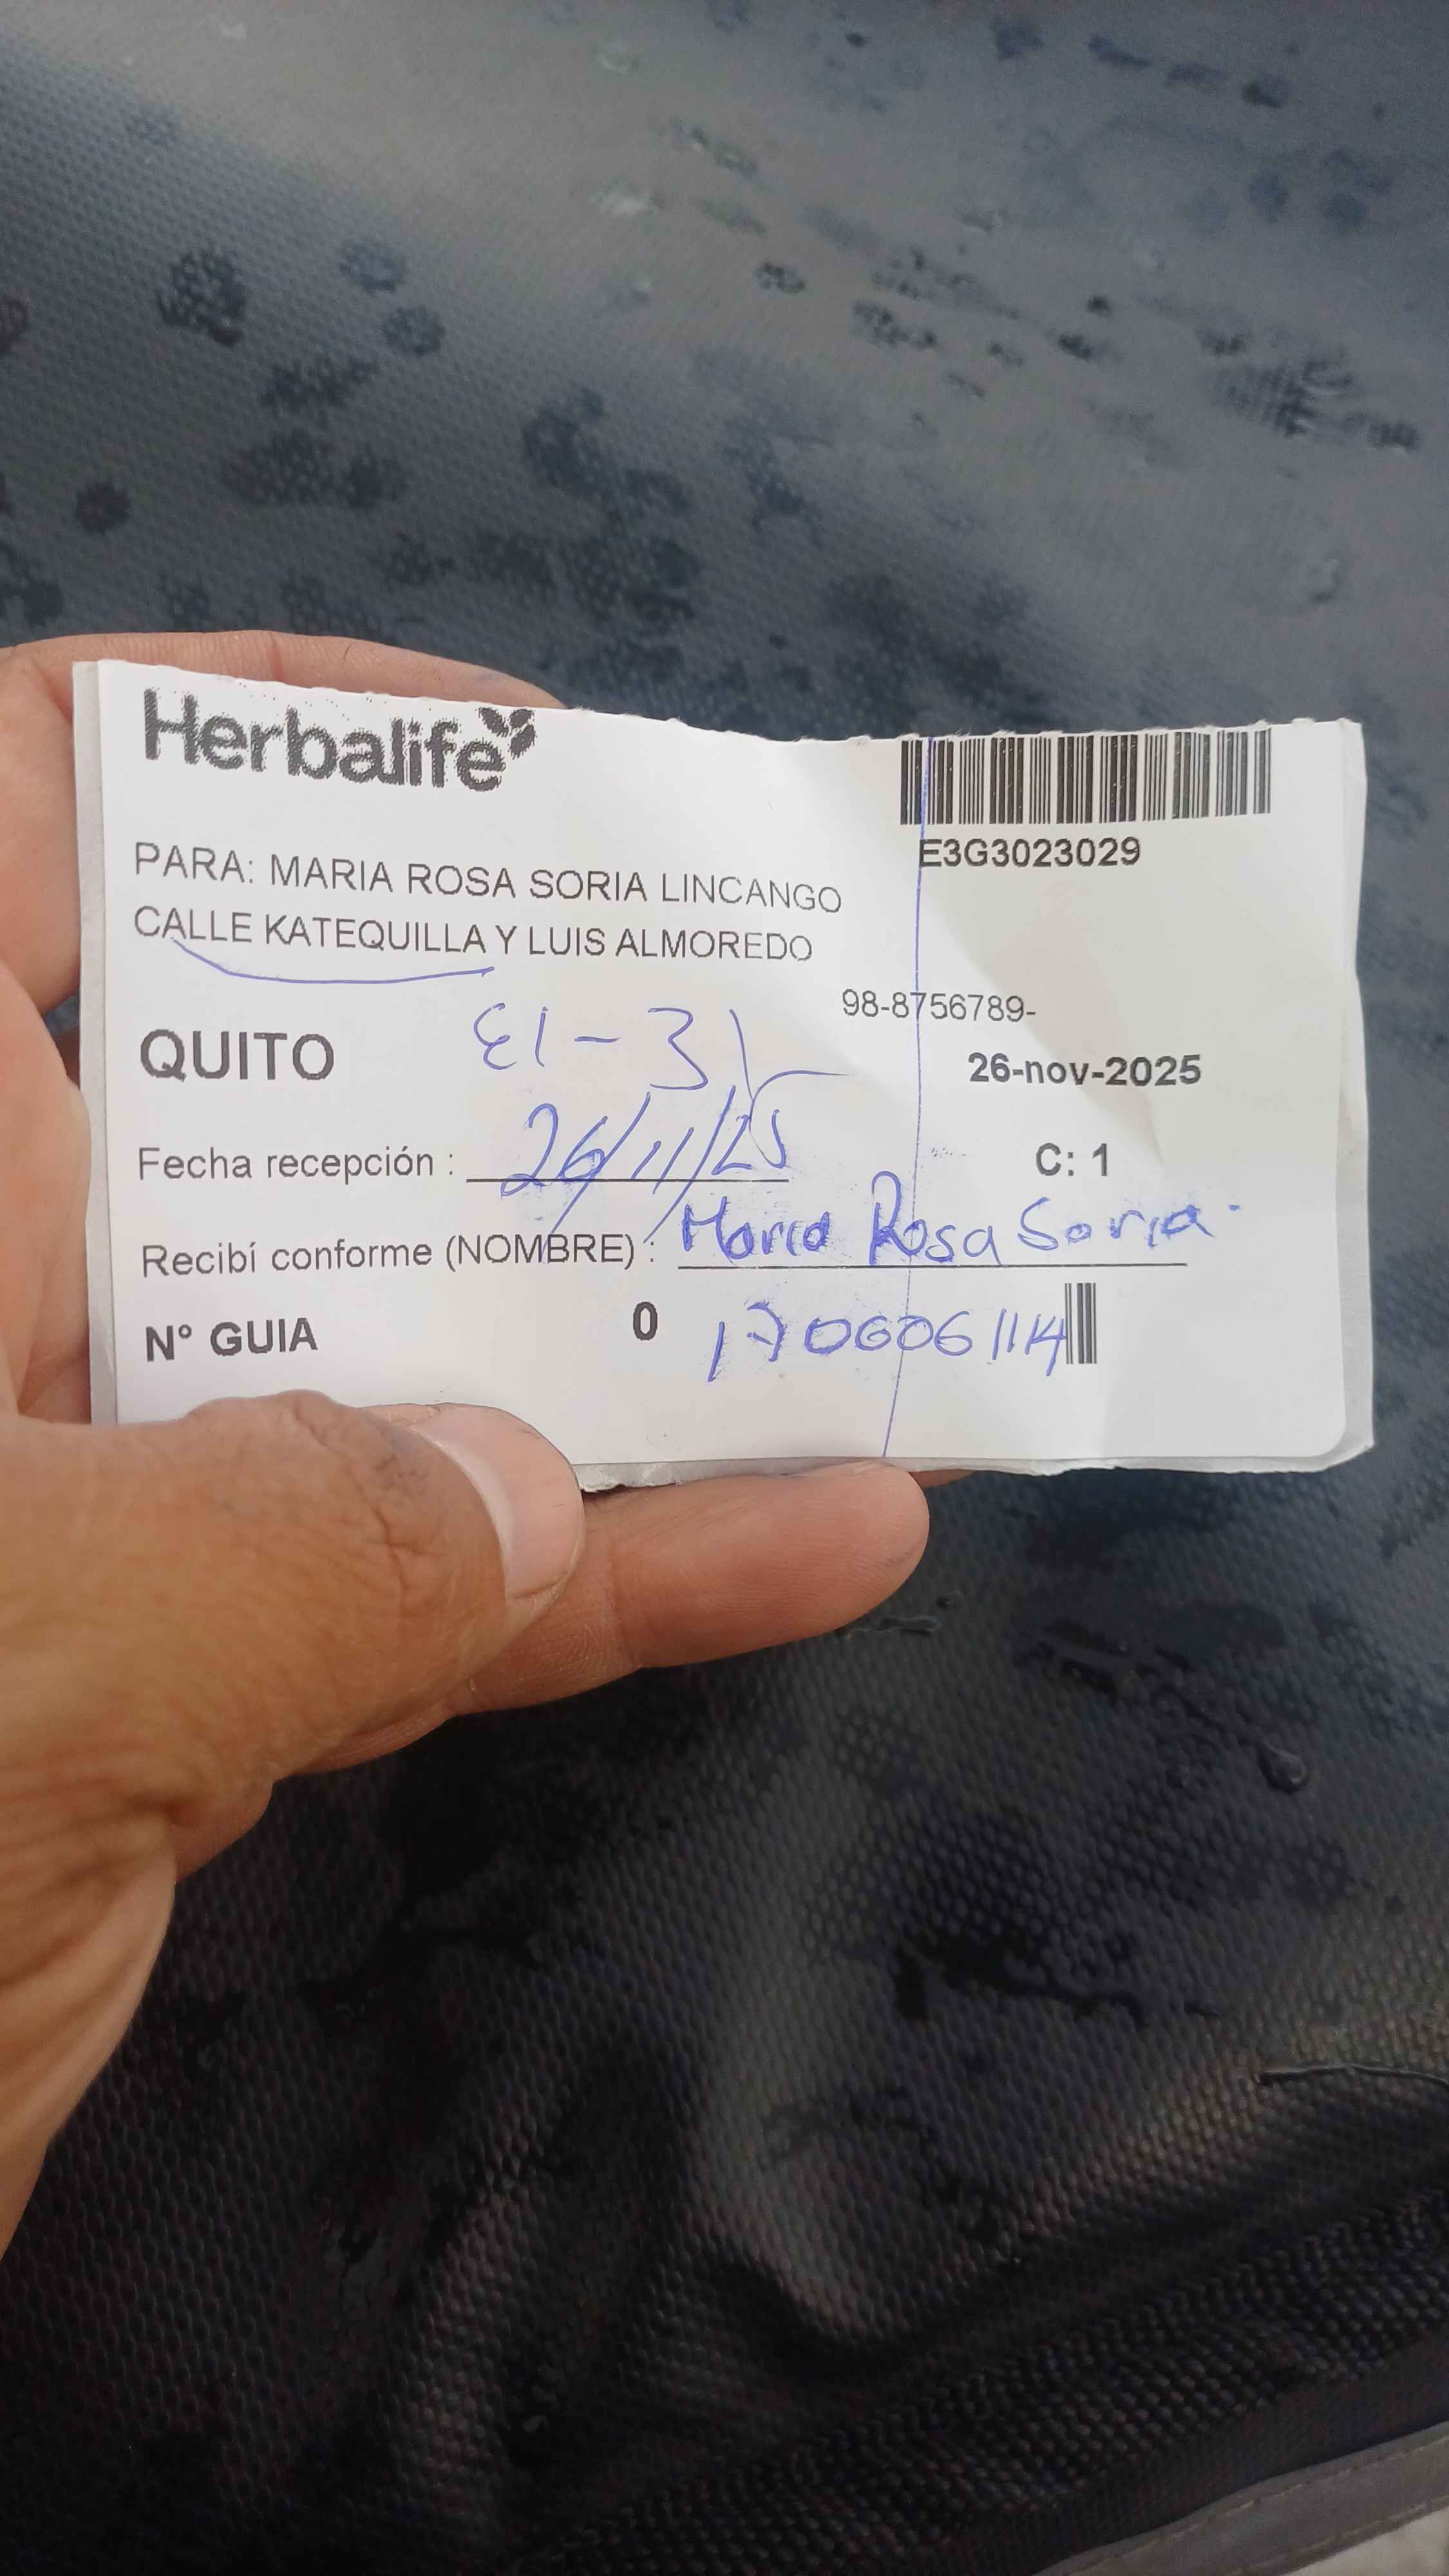 Herbalife
E3G3023029
PARA: MARIA ROSA SORIA LINCANGO
CALLE KATEQUILLA Y LUIS ALMOREDO
98-8756789-
QUITO E1-31
26-nov-2025
Fecha recepción : 26/11/25
C: 1
Recibí conforme (NOMBRE) : Maria Rosa Soria.
N° GUIA 0 1706061114